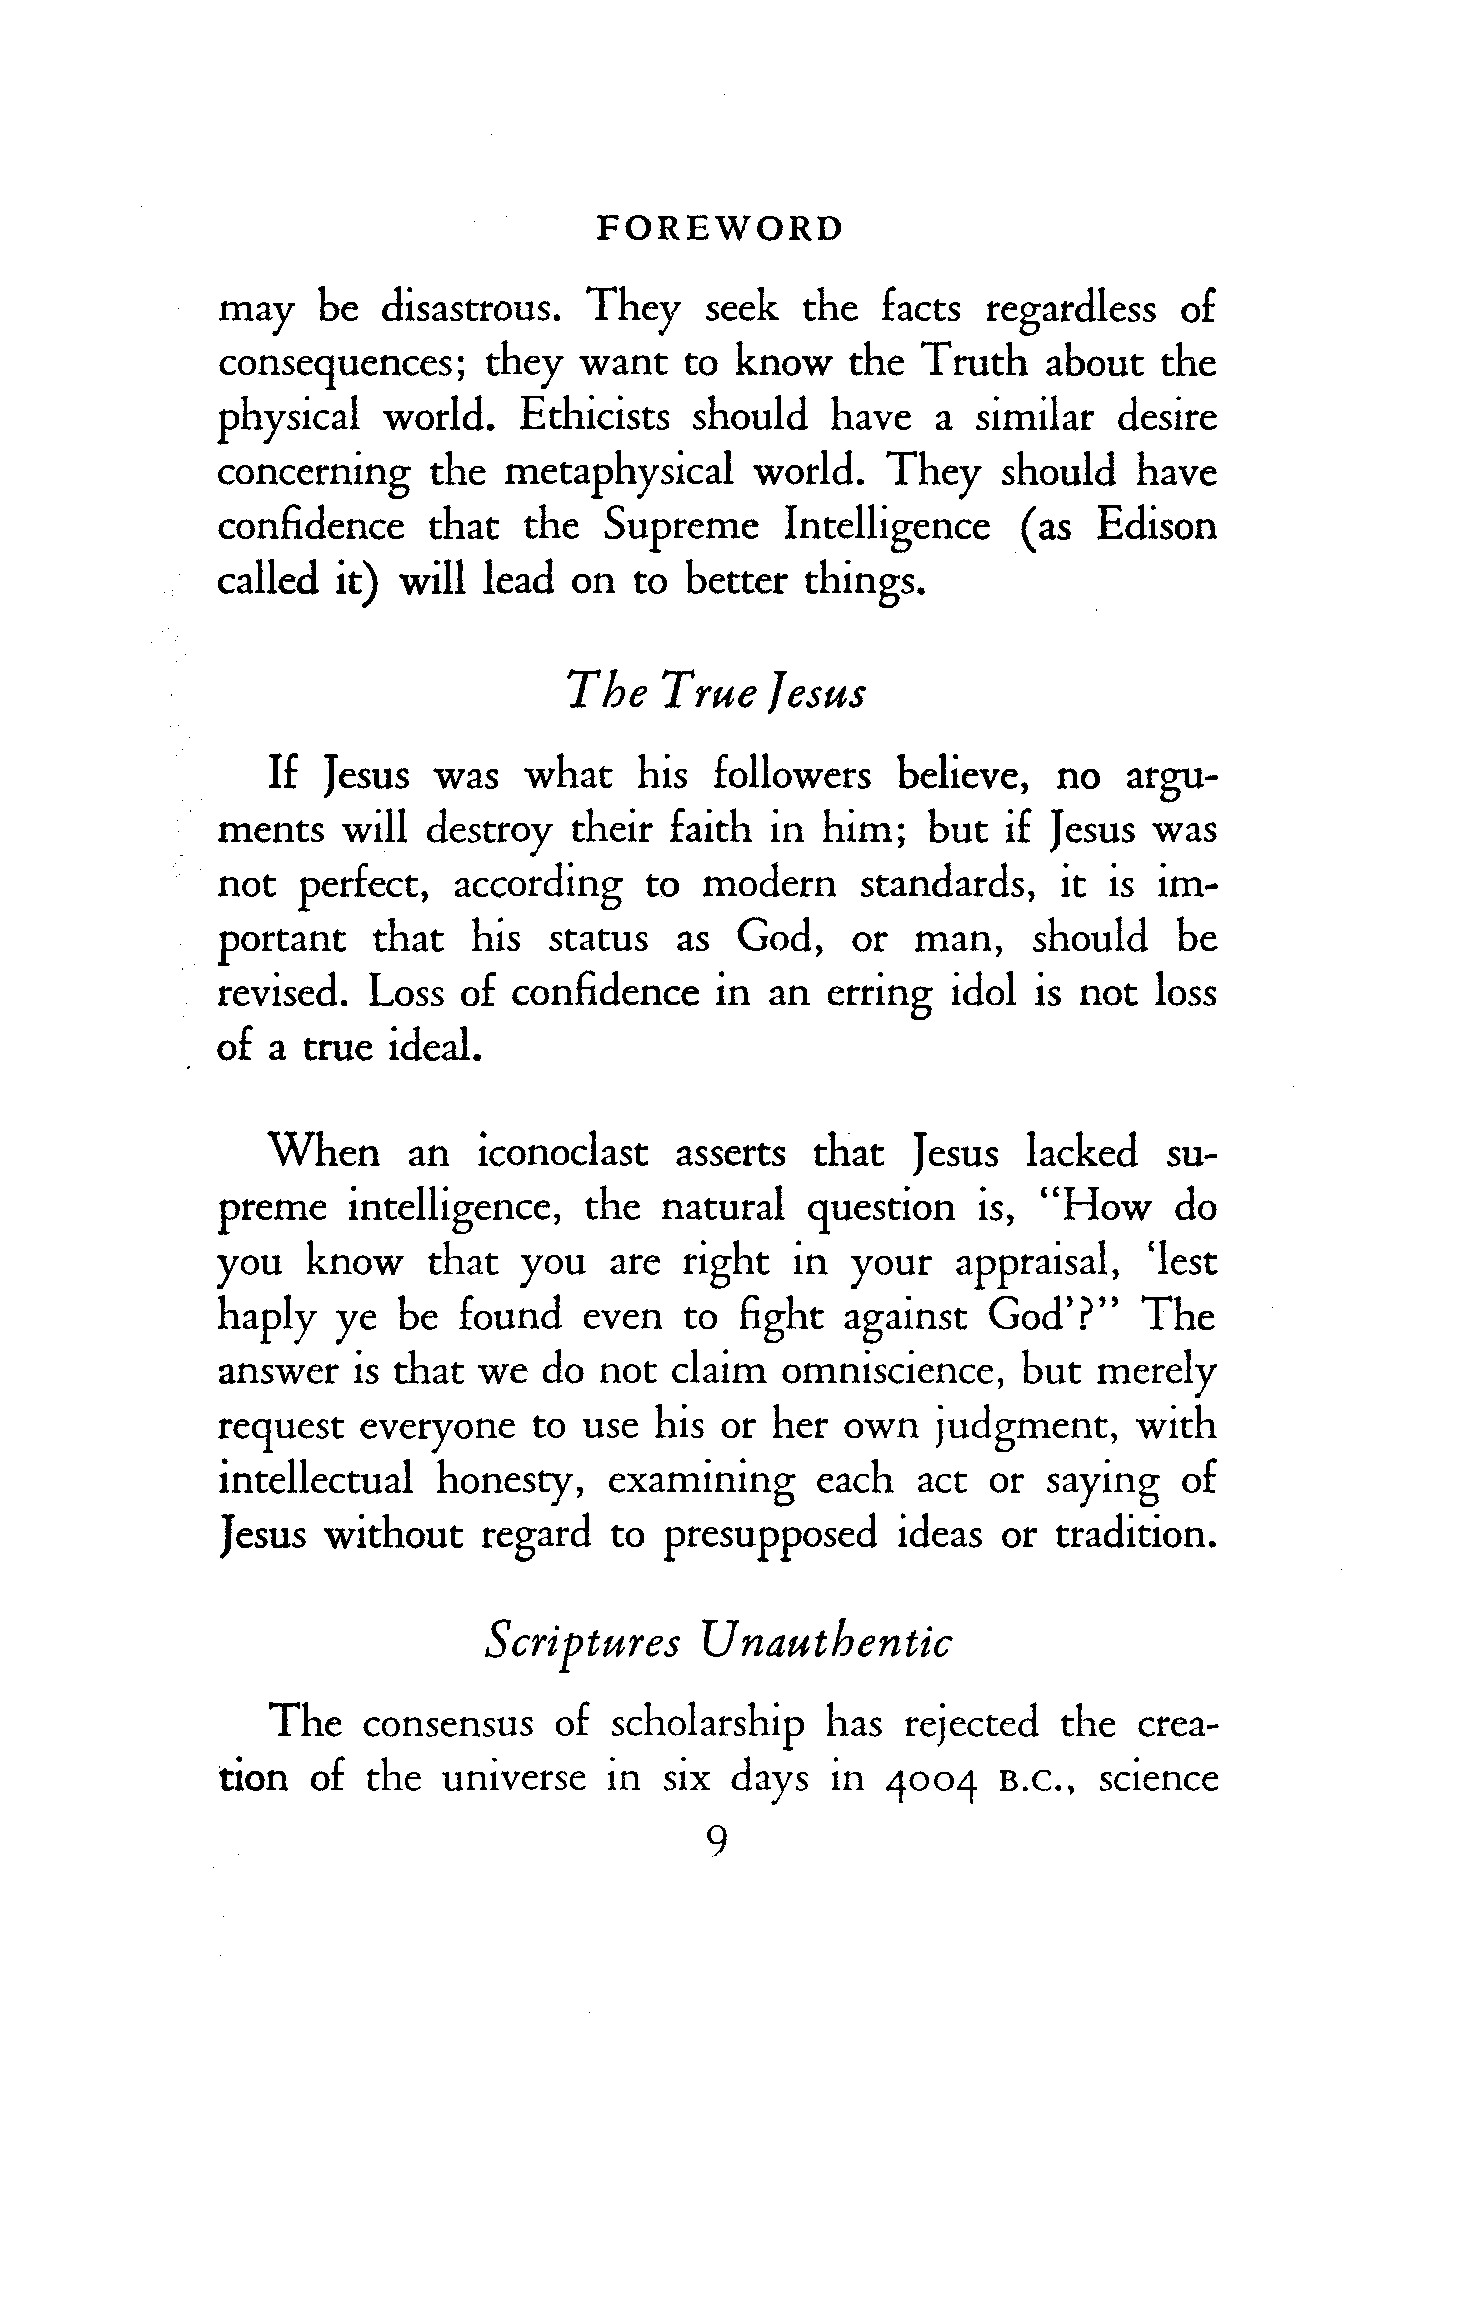 FOREWORD
may be disastrous. They seek the facts regardless of
consequences; they want to know the Truth about the
physical world. Ethicists should have a similar desire
concerning the metaphysical world. They should have
confidence that the Supreme Intelligence (as Edison
called it) will lead on to better things.
The True Jesus
If Jesus was what his followers believe, no argu-
ments will destroy their faith in him; but if Jesus was
not perfect, according to modern standards, it is im-
portant that his status as God, or man, should be
revised. Loss of confidence in an erring idol is not loss
of a true ideal.
When an iconoclast asserts that Jesus lacked su-
preme intelligence, the natural question is, “How do
you know that you are right in your appraisal, ‘lest
haply ye be found even to fight against God’?” The
answer is that we do not claim omniscience, but merely
request everyone to use his or her own judgment, with
intellectual honesty, examining each act or saying of
Jesus without regard to presupposed ideas or tradition.
Scriptures Unauthentic
The consensus of scholarship has rejected the crea-
tion of the universe in six days in 4004 B.C., science
9